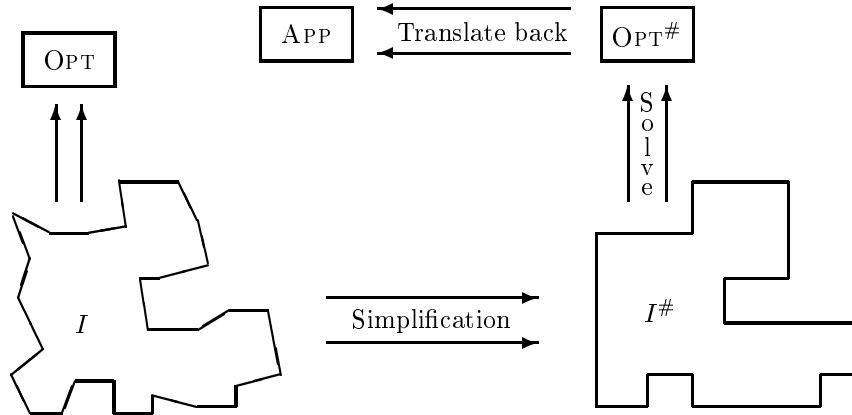 OPT
APP
Translate back
OPT#
Solve
I
Simplification
I#